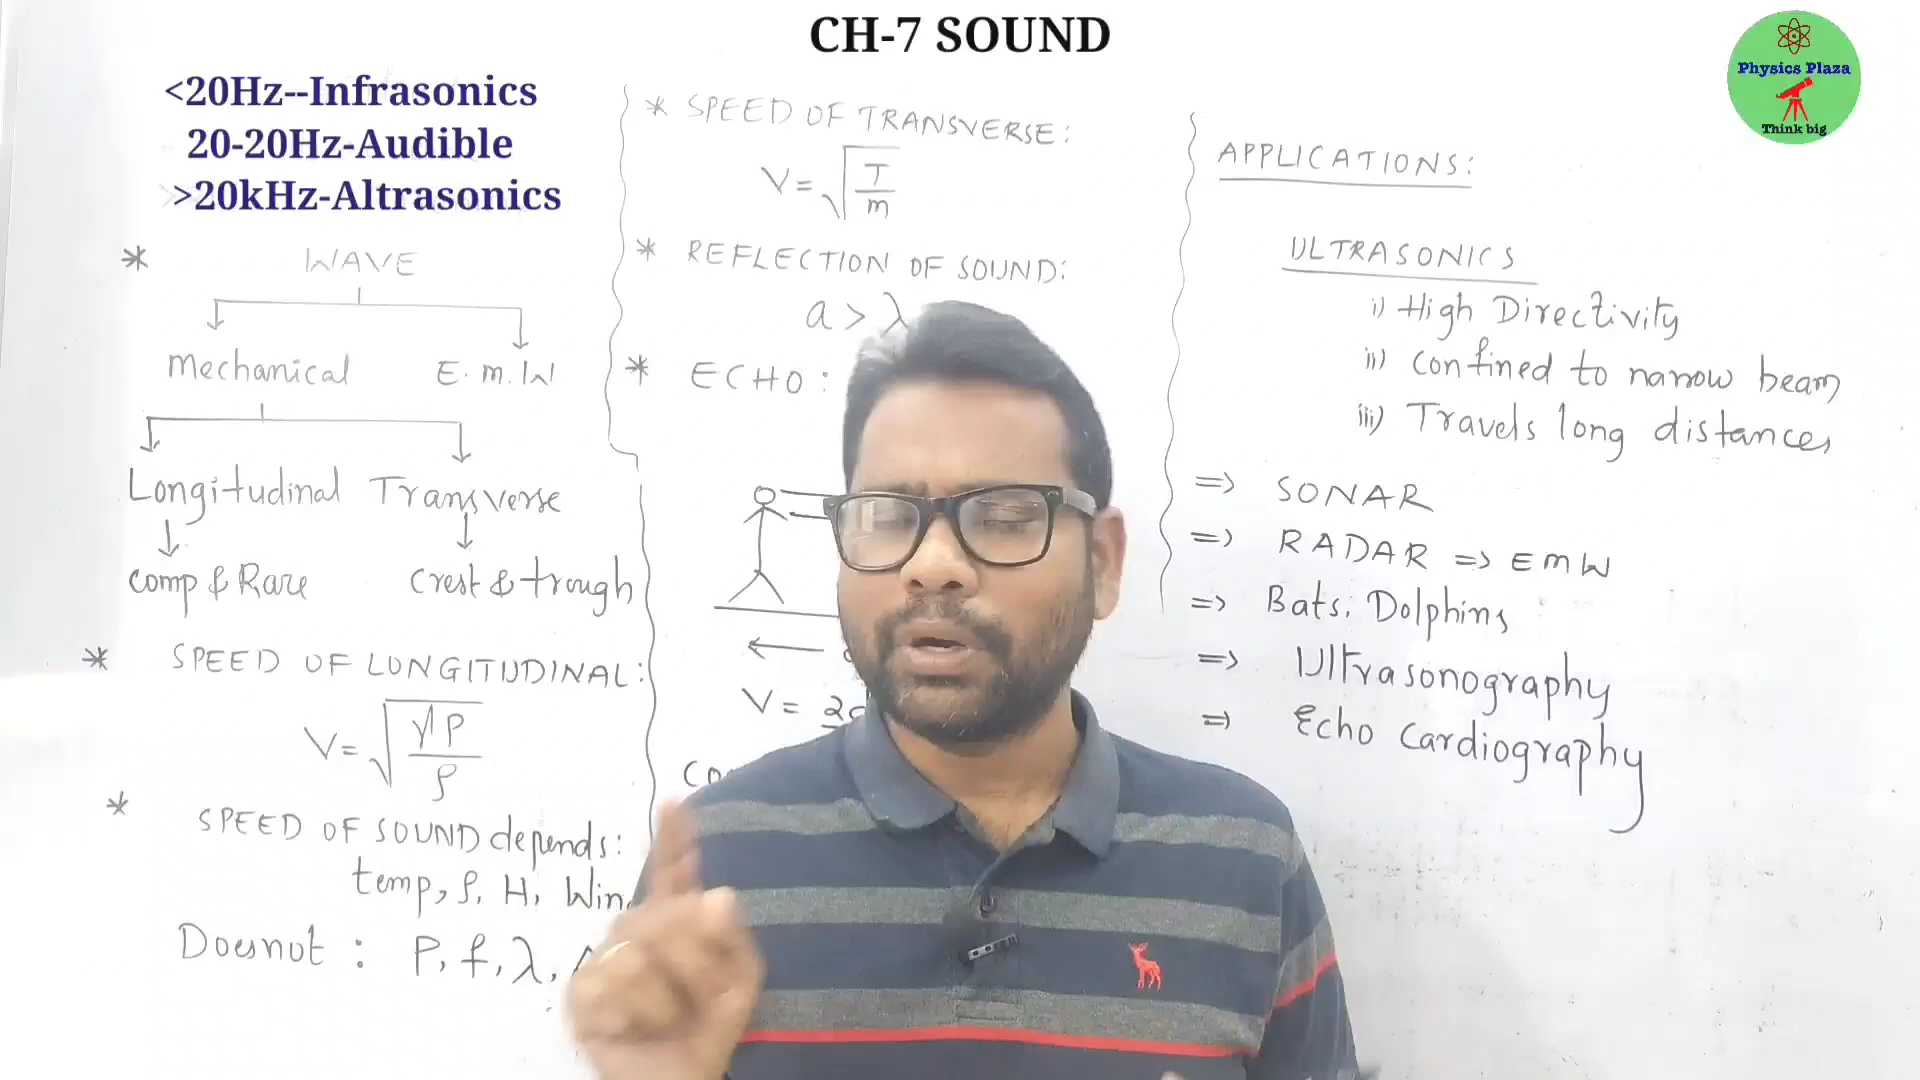 CH-7 SOUND
<20Hz--Infrasonics
20-20Hz-Audible
>20kHz-Altrasonics
* WAVE
Mechanical E.m.W
Longitudinal Transverse
comp & Rare Crest & trough
* SPEED OF LONGITUDINAL:
V=√γP/ρ
* SPEED OF SOUND depends:
temp, ρ, H, Win
Doesnot : P, f, λ,
* SPEED OF TRANSVERSE:
V=√T/m
* REFLECTION OF SOUND:
a > λ
* ECHO:
V= 2
co
APPLICATIONS:
ULTRASONICS
i) High Directivity
ii) confined to narrow beam
iii) Travels long distances
=> SONAR
=> RADAR => EMW
=> Bats, Dolphins
=> Ultrasonography
=> Echo cardiography
Physics Plaza
Think big